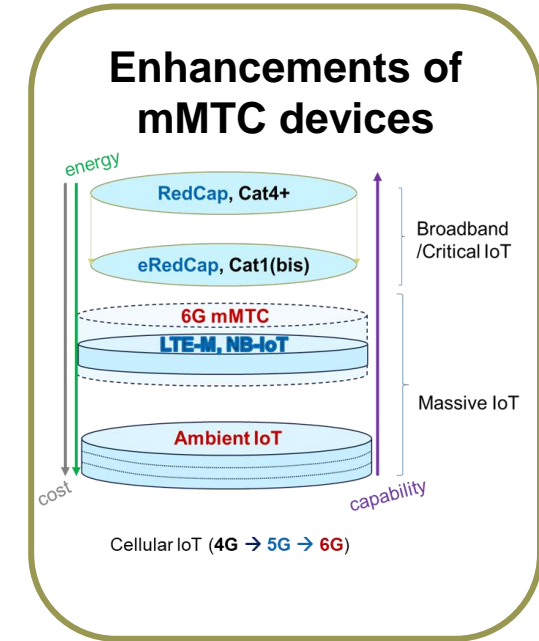 Enhancements of
mMTC devices
energy
RedCap, Cat4+
Broadband
/Critical IoT
eRedCap, Cat1(bis)
6G mMTC
LTE-M, NB-IoT
Massive IoT
Ambient IoT
cost
capability
Cellular IoT (4G → 5G → 6G)